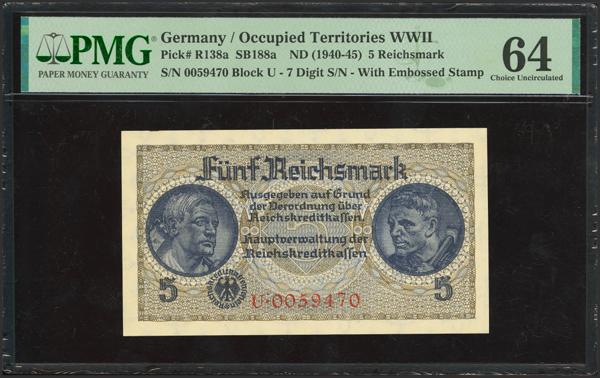 PMG
PAPER MONEY GUARANTY
Germany / Occupied Territories WWII
Pick# R138a SB188a ND (1940-45) 5 Reichsmark
S/N 0059470 Block U - 7 Digit S/N - With Embossed Stamp
64
Choice Uncirculated
Fünf Reichsmark
Ausgegeben auf Grund
der Verordnung über
Reichskreditkassen.
Hauptverwaltung der
Reichskreditkassen
5
5
U·0059470